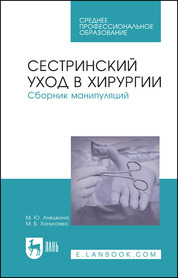 СРЕДНЕЕ
ПРОФЕССИОНАЛЬНОЕ
ОБРАЗОВАНИЕ
СЕСТРИНСКИЙ
УХОД В ХИРУРГИИ
Сборник манипуляций
М. Ю. Алешкина
М. Б. Ханукаева
ЛАНЬ
E.LANBOOK.COM